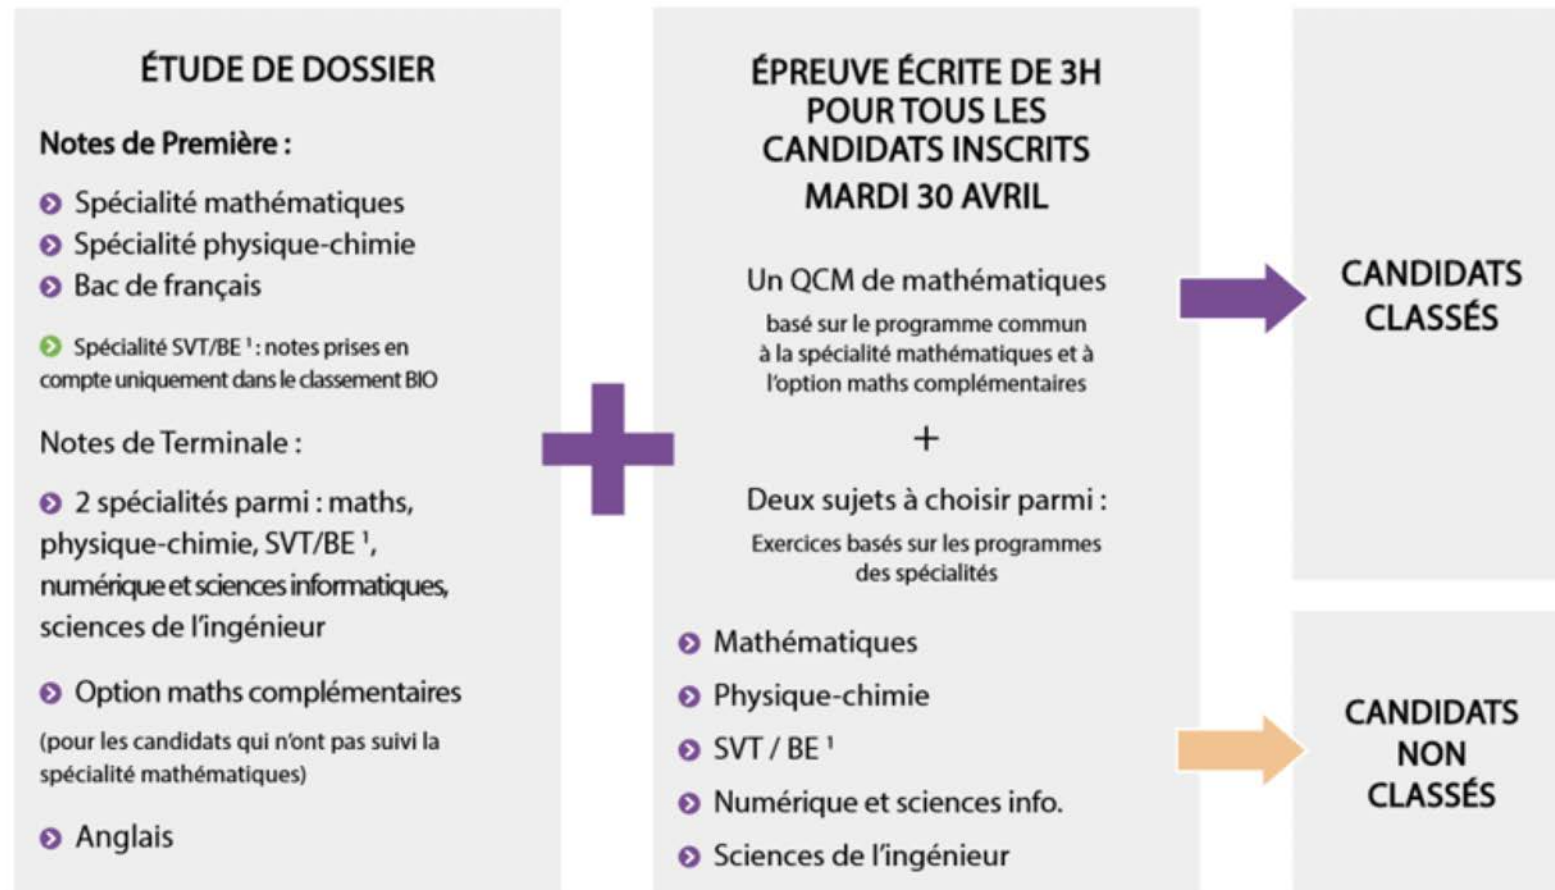 ÉTUDE DE DOSSIER
Notes de Première :
Spécialité mathématiques
Spécialité physique-chimie
Bac de français
Spécialité SVT/BE ¹ : notes prises en
compte uniquement dans le classement BIO
Notes de Terminale :
2 spécialités parmi : maths,
physique-chimie, SVT/BE ¹,
numérique et sciences informatiques,
sciences de l'ingénieur
Option maths complémentaires
(pour les candidats qui n'ont pas suivi la
spécialité mathématiques)
Anglais
+
ÉPREUVE ÉCRITE DE 3H
POUR TOUS LES
CANDIDATS INSCRITS
MARDI 30 AVRIL
Un QCM de mathématiques
basé sur le programme commun
à la spécialité mathématiques et à
l'option maths complémentaires
+
Deux sujets à choisir parmi :
Exercices basés sur les programmes
des spécialités
Mathématiques
Physique-chimie
SVT / BE ¹
Numérique et sciences info.
Sciences de l'ingénieur
CANDIDATS
CLASSÉS
CANDIDATS
NON
CLASSÉS